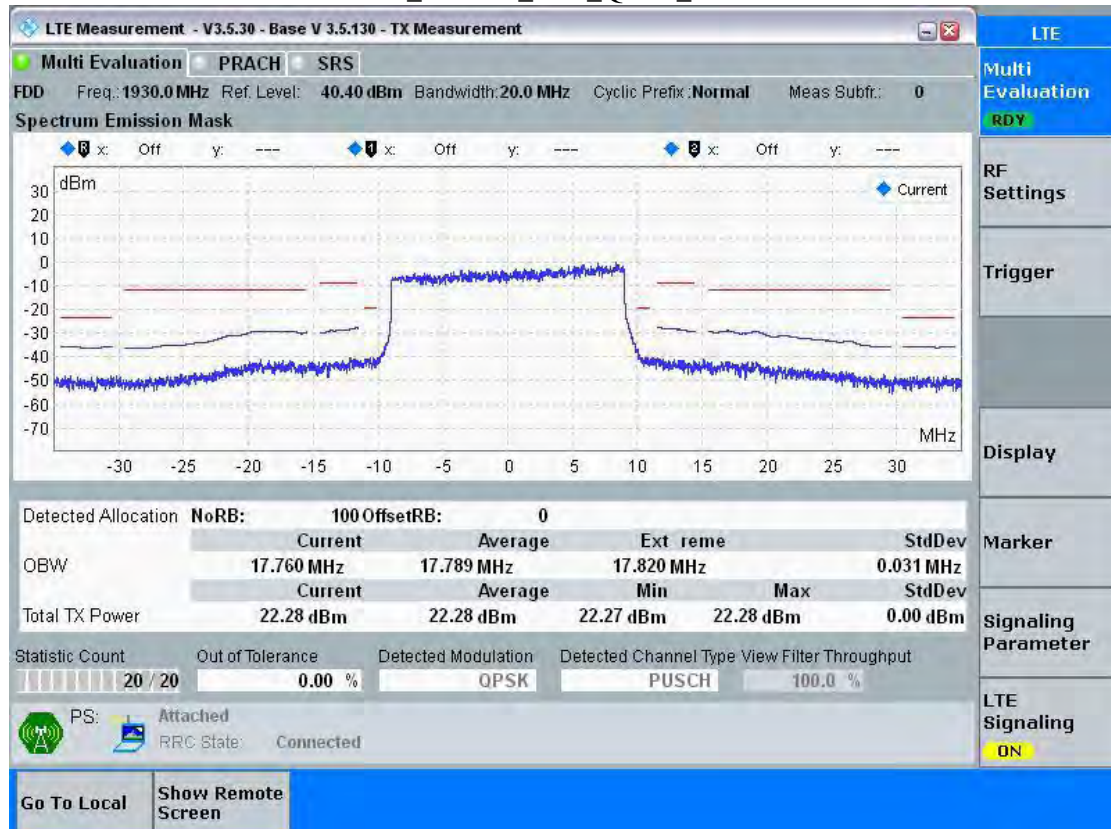 LTE Measurement - V3.5.30 - Base V 3.5.130 - TX Measurement
LTE
Multi Evaluation PRACH SRS
FDD Freq.: 1930.0 MHz Ref. Level: 40.40 dBm Bandwidth: 20.0 MHz Cyclic Prefix : Normal Meas Subfr.: 0
Spectrum Emission Mask
R x: Off y: --- 1 x: Off y: --- 2 x: Off y: ---
dBm
Current
30
20
10
0
-10
-20
-30
-40
-50
-60
-70
MHz
-30 -25 -20 -15 -10 -5 0 5 10 15 20 25 30
Detected Allocation NoRB: 100 OffsetRB: 0
Current Average Ext reme StdDev
OBW 17.760 MHz 17.789 MHz 17.820 MHz 0.031 MHz
Current Average Min Max StdDev
Total TX Power 22.28 dBm 22.28 dBm 22.27 dBm 22.28 dBm 0.00 dBm
Statistic Count Out of Tolerance Detected Modulation Detected Channel Type View Filter Throughput
20 / 20 0.00 % QPSK PUSCH 100.0 %
PS: Attached
RRC State: Connected
Multi
Evaluation
RDY
RF
Settings
Trigger
Display
Marker
Signaling
Parameter
LTE
Signaling
ON
Go To Local
Show Remote
Screen